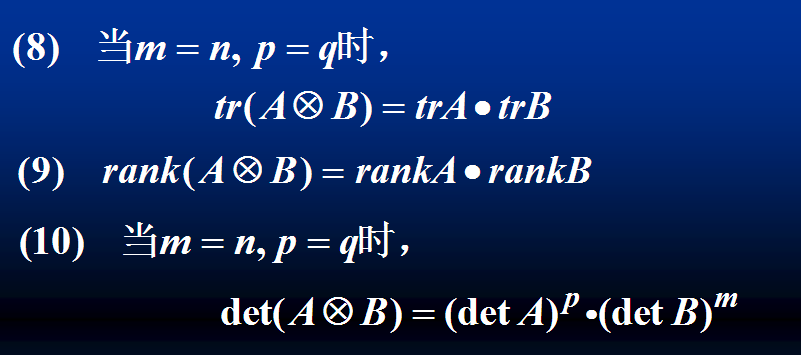 (8) 当m = n, p = q时，
tr(A⊗B) = trA•trB
(9) rank(A⊗B) = rankA•rankB
(10) 当m = n, p = q时，
det(A⊗B) = (det A)ᵖ•(det B)ᵐ